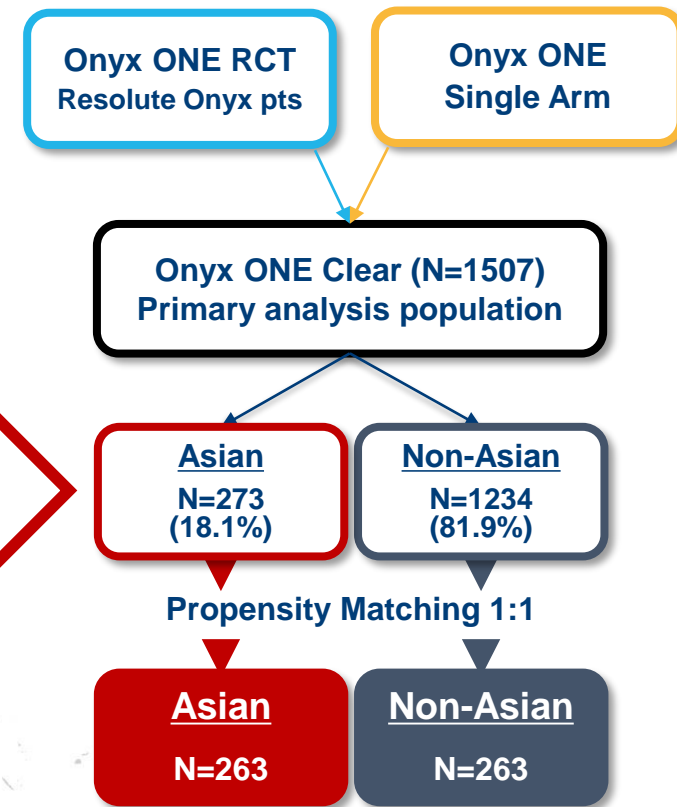 Onyx ONE RCT
Resolute Onyx pts
Onyx ONE
Single Arm
Onyx ONE Clear (N=1507)
Primary analysis population
Asian
N=273
(18.1%)
Non-Asian
N=1234
(81.9%)
Propensity Matching 1:1
Asian
N=263
Non-Asian
N=263